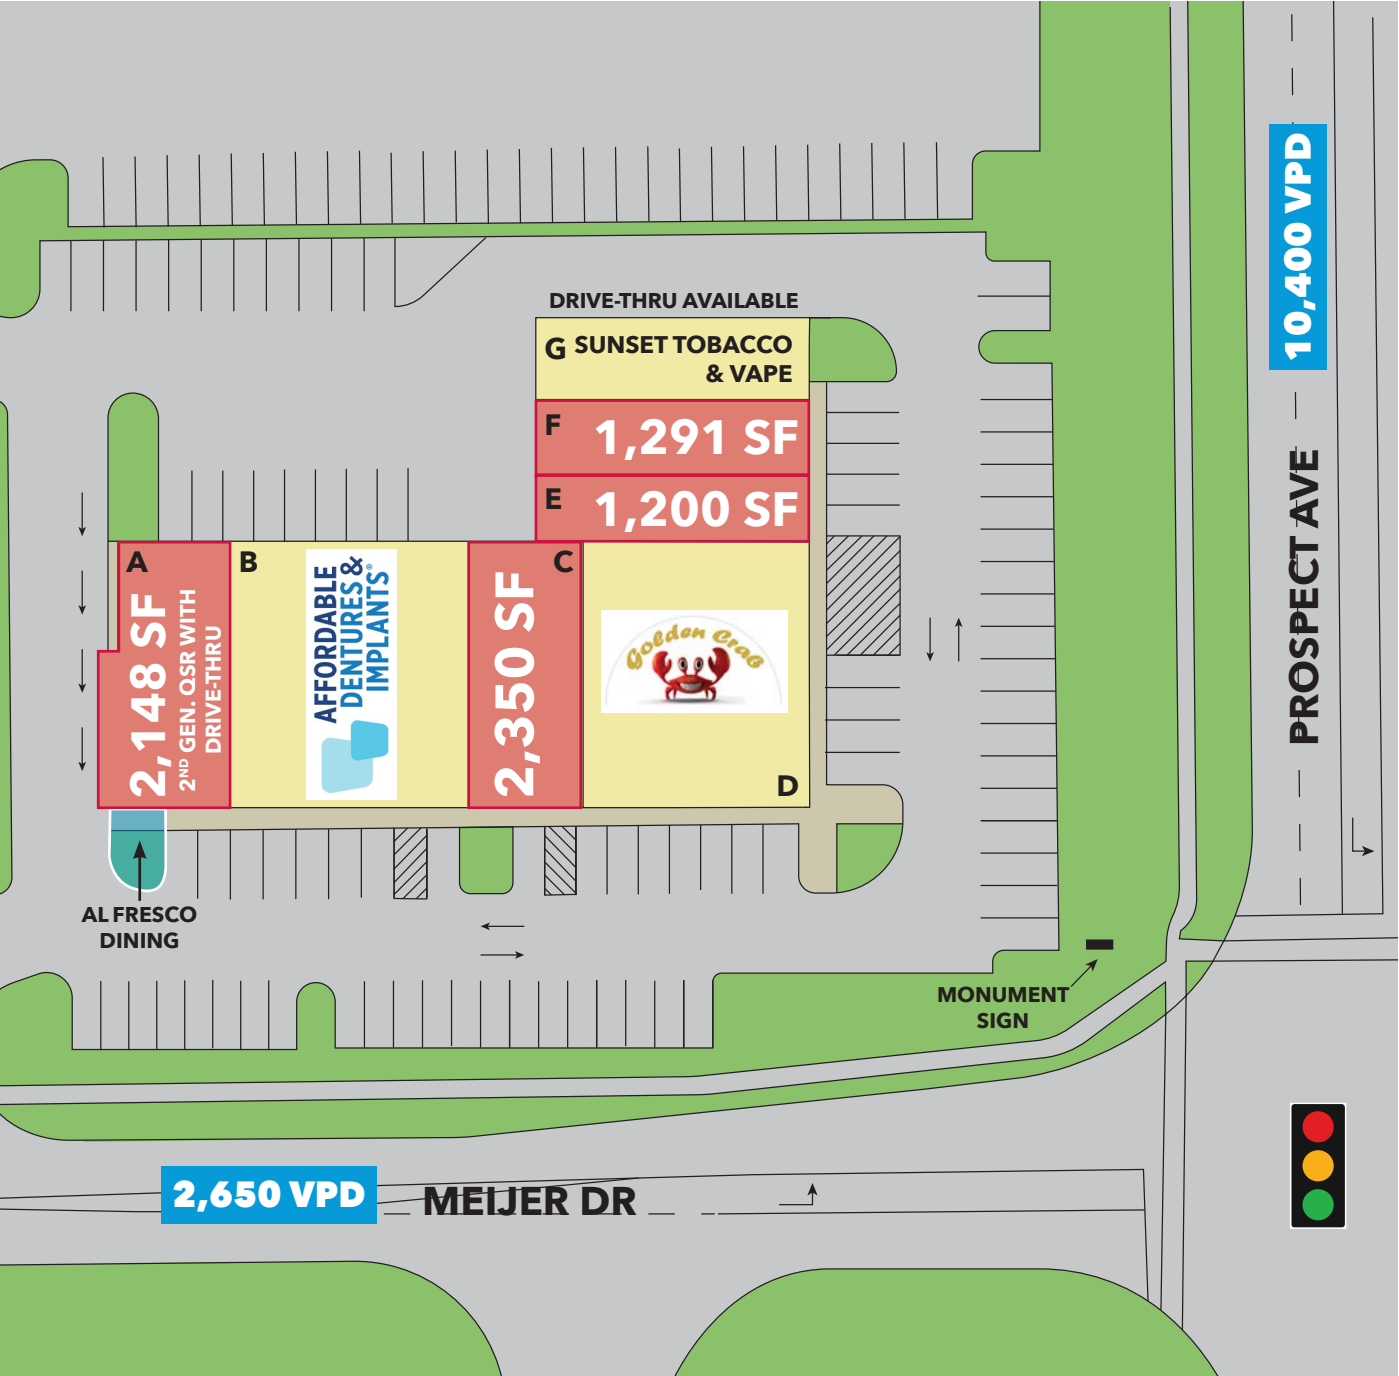 10,400 VPD
DRIVE-THRU AVAILABLE
G SUNSET TOBACCO
& VAPE
F 1,291 SF
E 1,200 SF
PROSPECT AVE
A
2,148 SF
2ND GEN. QSR WITH
DRIVE-THRU
B
AFFORDABLE
DENTURES &
IMPLANTS®
C
2,350 SF
Golden Crab
D
AL FRESCO
DINING
MONUMENT
SIGN
2,650 VPD
MEIJER DR